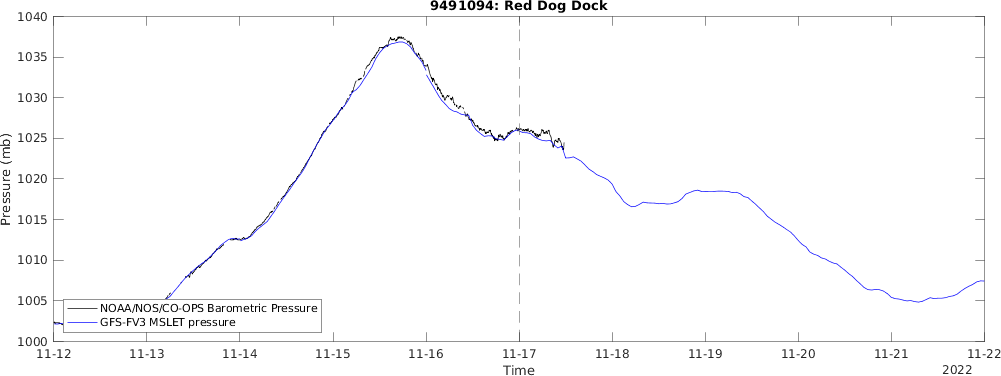 9491094: Red Dog Dock
1040
1035
1030
1025
1020
1015
1010
1005
1000
Pressure (mb)
NOAA/NOS/CO-OPS Barometric Pressure
GFS-FV3 MSLET pressure
11-12 11-13 11-14 11-15 11-16 11-17 11-18 11-19 11-20 11-21 11-22
Time
2022